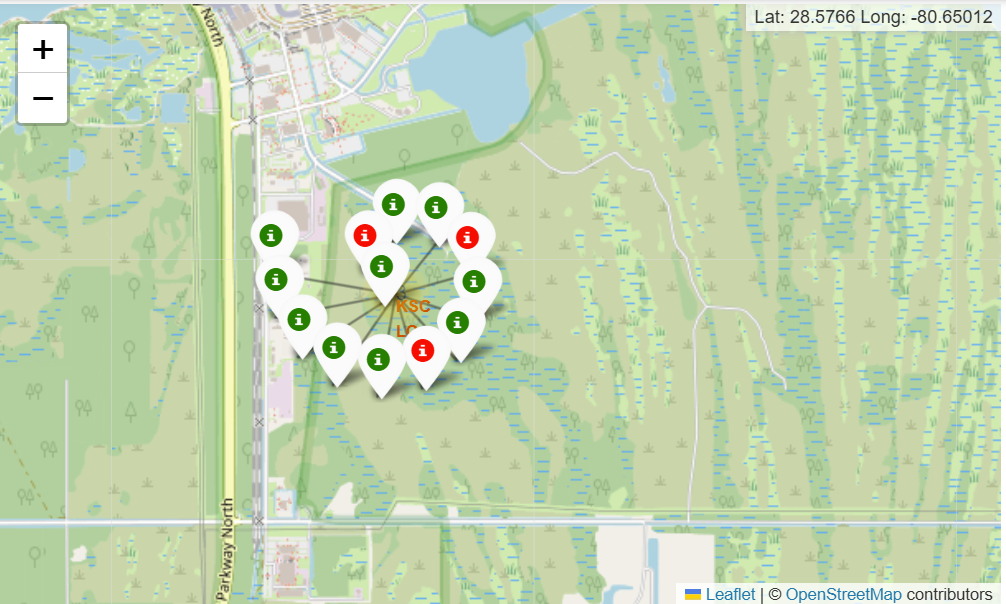 Lat: 28.5766 Long: -80.65012
+
−
North
KSC
LC
Parkway North
Leaflet | © OpenStreetMap contributors